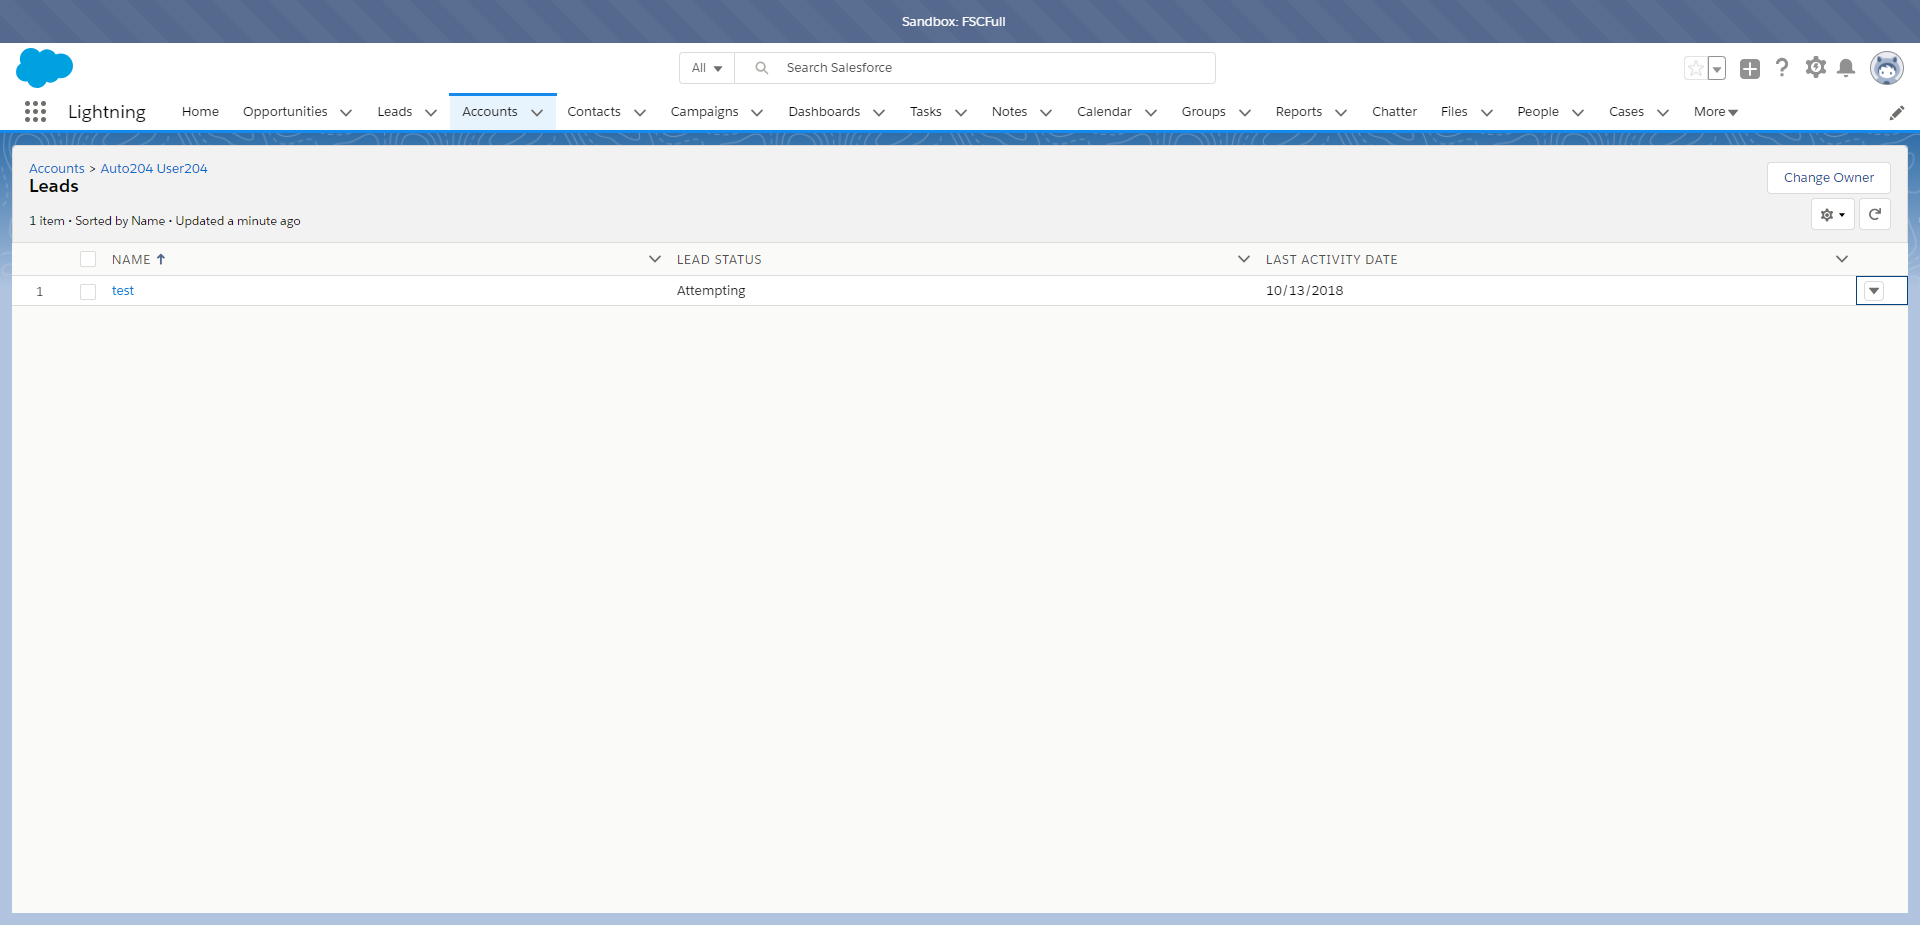 Sandbox: FSCFull
All
Search Salesforce
Lightning
Home
Opportunities
Leads
Accounts
Contacts
Campaigns
Dashboards
Tasks
Notes
Calendar
Groups
Reports
Chatter
Files
People
Cases
More
Accounts > Auto204 User204
Leads
Change Owner
1 item • Sorted by Name • Updated a minute ago
NAME
LEAD STATUS
LAST ACTIVITY DATE
1
test
Attempting
10/13/2018